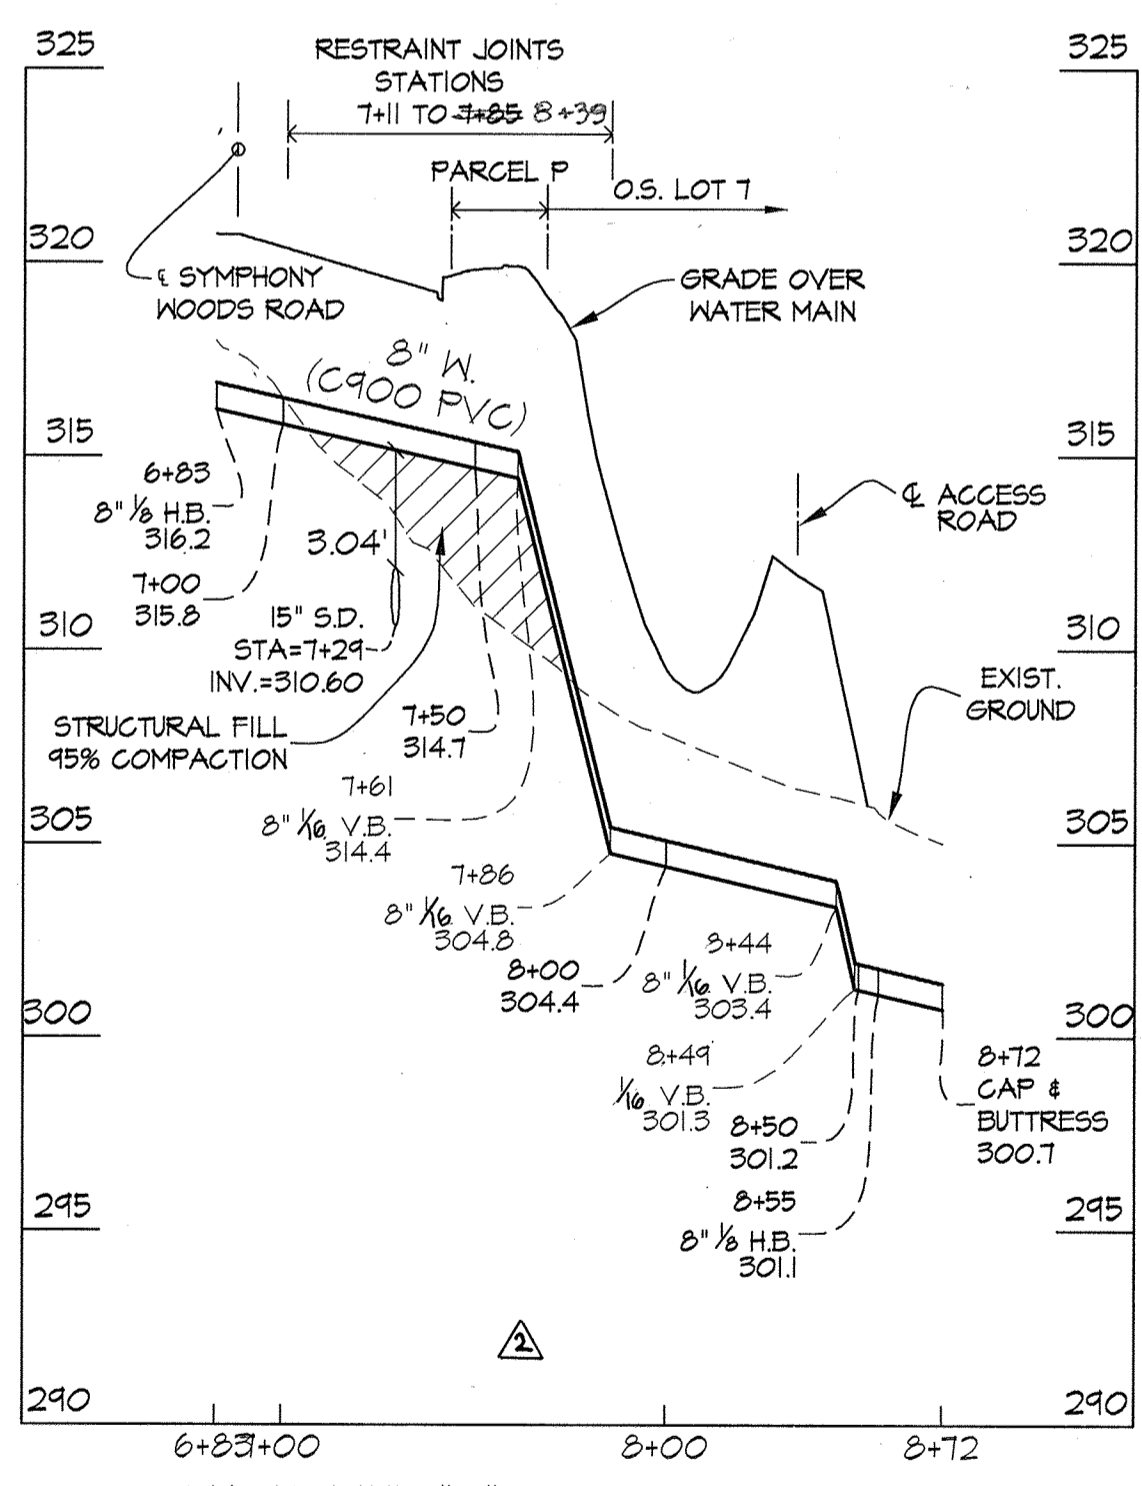 325
325
RESTRAINT JOINTS
STATIONS
7+11 TO 7+85 8+39
PARCEL P
O.S. LOT 7
320
320
℄ SYMPHONY
WOODS ROAD
GRADE OVER
WATER MAIN
8" W.
(C900 PVC)
315
315
6+83
8" 1/8 H.B.
316.2
℄ ACCESS
ROAD
3.04'
7+00
315.8
310
310
15" S.D.
STA=7+29
INV.=310.60
EXIST.
GROUND
STRUCTURAL FILL
95% COMPACTION
7+50
314.7
7+61
8" 1/16 V.B.
314.4
305
305
7+86
8" 1/16 V.B.
304.8
8+00
304.4
8+44
8" 1/16 V.B.
303.4
300
300
8+49
1/16 V.B.
301.3
8+50
301.2
8+72
CAP &
BUTTRESS
300.7
295
295
8+55
8" 1/8 H.B.
301.1
2
290
290
6+83
7+00
8+00
8+72